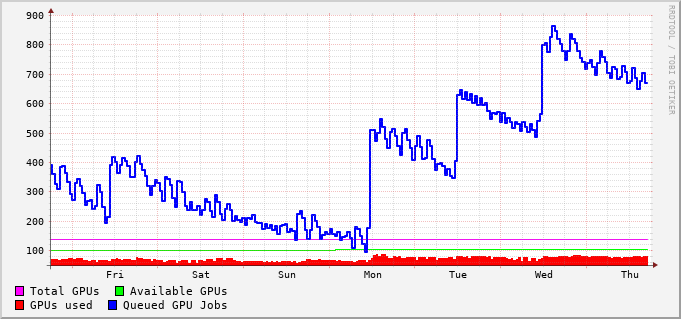 RRDTOOL / TOBI OETIKER
900
800
700
600
500
400
300
200
100
Fri Sat Sun Mon Tue Wed Thu
Total GPUs Available GPUs
GPUs used Queued GPU Jobs